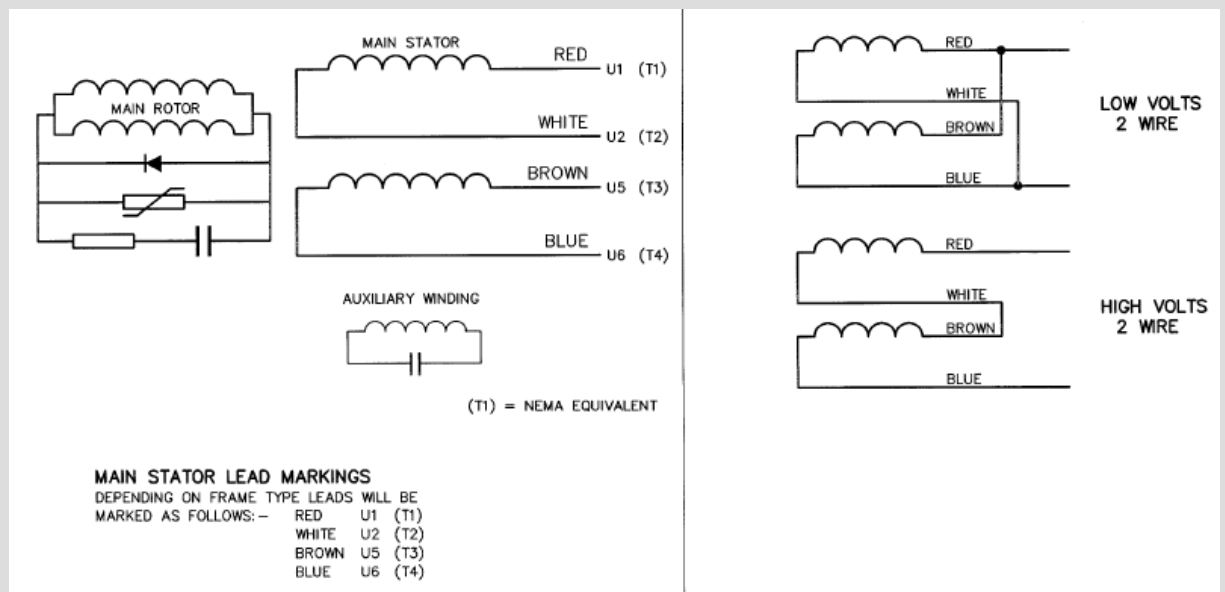 MAIN STATOR
RED
U1 (T1)
MAIN ROTOR
WHITE
U2 (T2)
BROWN
U5 (T3)
BLUE
U6 (T4)
AUXILIARY WINDING
(T1) = NEMA EQUIVALENT
MAIN STATOR LEAD MARKINGS
DEPENDING ON FRAME TYPE LEADS WILL BE
MARKED AS FOLLOWS:— RED U1 (T1)
WHITE U2 (T2)
BROWN U5 (T3)
BLUE U6 (T4)
RED
WHITE
BROWN
BLUE
LOW VOLTS
2 WIRE
RED
WHITE
BROWN
BLUE
HIGH VOLTS
2 WIRE